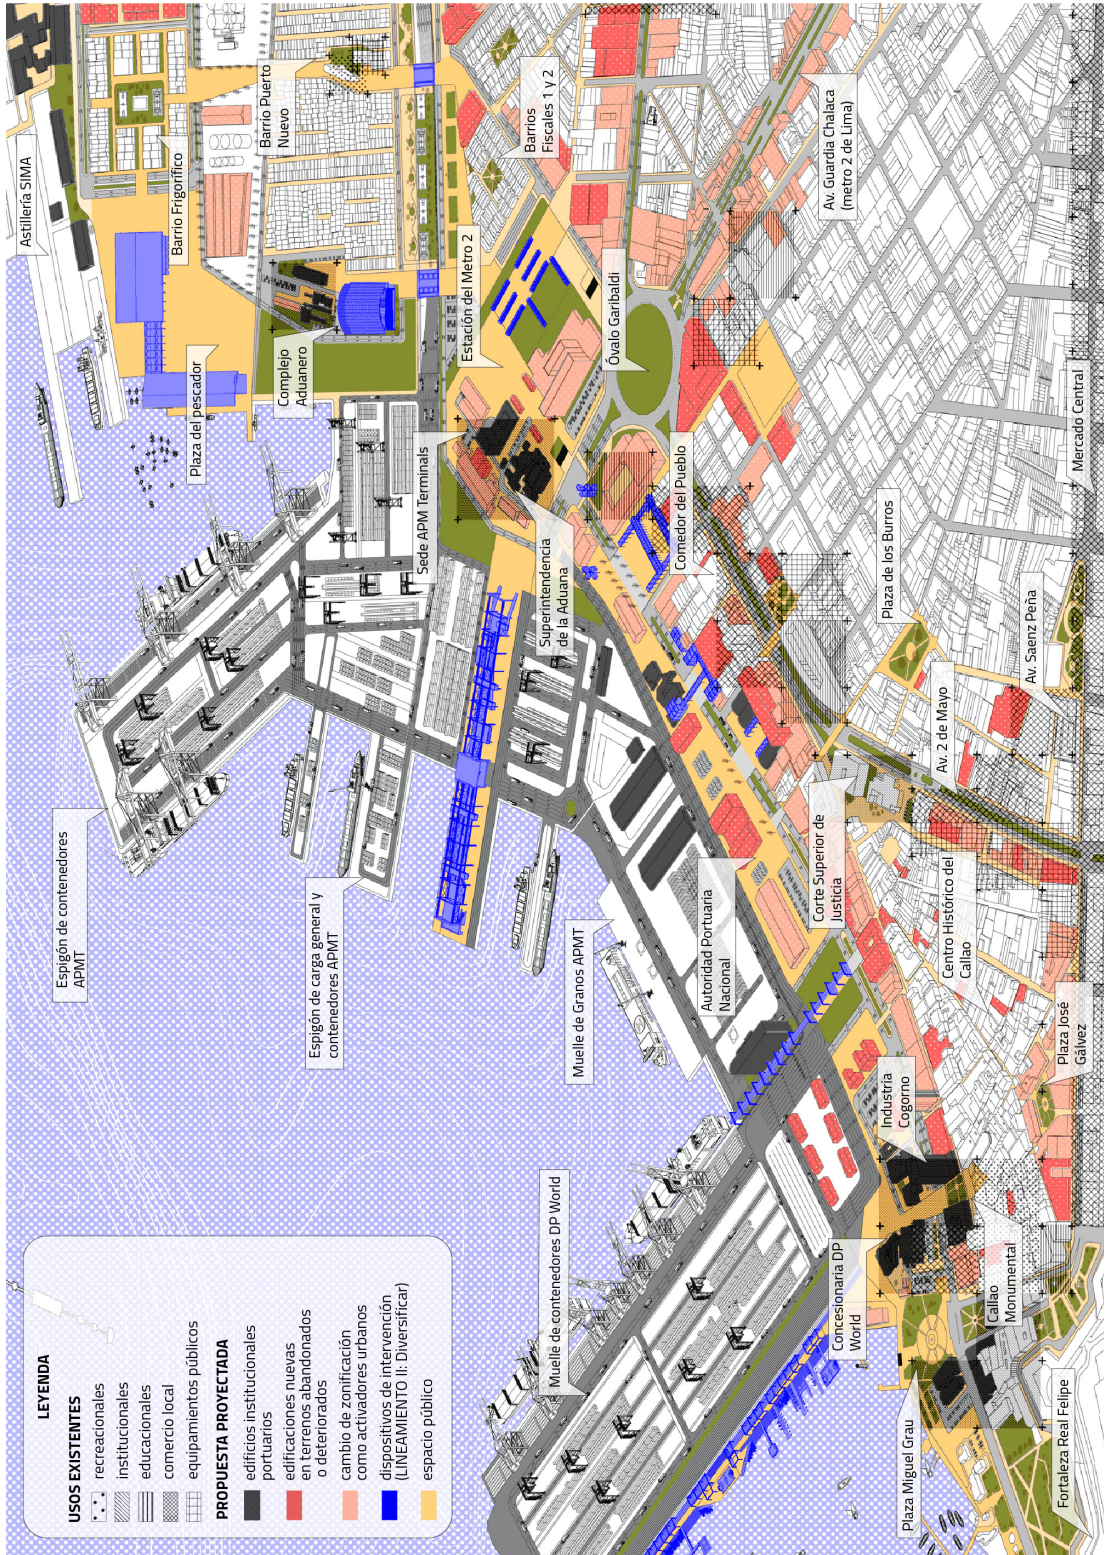 LEYENDA
USOS EXISTENTES
recreacionales
institucionales
educacionales
comercio local
equipamientos públicos
PROPUESTA PROYECTADA
edificios institucionales
portuarios
edificaciones nuevas
en terrenos abandonados
o deteriorados
cambio de zonificación
como activadores urbanos
dispositivos de intervención
(LINEAMIENTO II: Diversificar)
espacio público
Espigón de contenedores
APMT
Espigón de carga general y
contenedores APMT
Muelle de Granos APMT
Muelle de contenedores DP World
Astillería SIMA
Plaza del pescador
Barrio Frigorífico
Complejo
Aduanero
Barrio Puerto
Nuevo
Sede APM Terminals
Estación del Metro 2
Barrios
Fiscales 1 y 2
Superintendencia
de la Aduana
Óvalo Garibaldi
Comedor del Pueblo
Av. Guardia Chalaca
(metro 2 de Lima)
Autoridad Portuaria
Nacional
Corte Superior de
Justicia
Plaza de los Burros
Av. 2 de Mayo
Av. Saenz Peña
Mercado Central
Centro Histórico del
Callao
Plaza José
Gálvez
Industria
Cogorno
Concesionaria DP
World
Callao
Monumental
Plaza Miguel Grau
Fortaleza Real Felipe